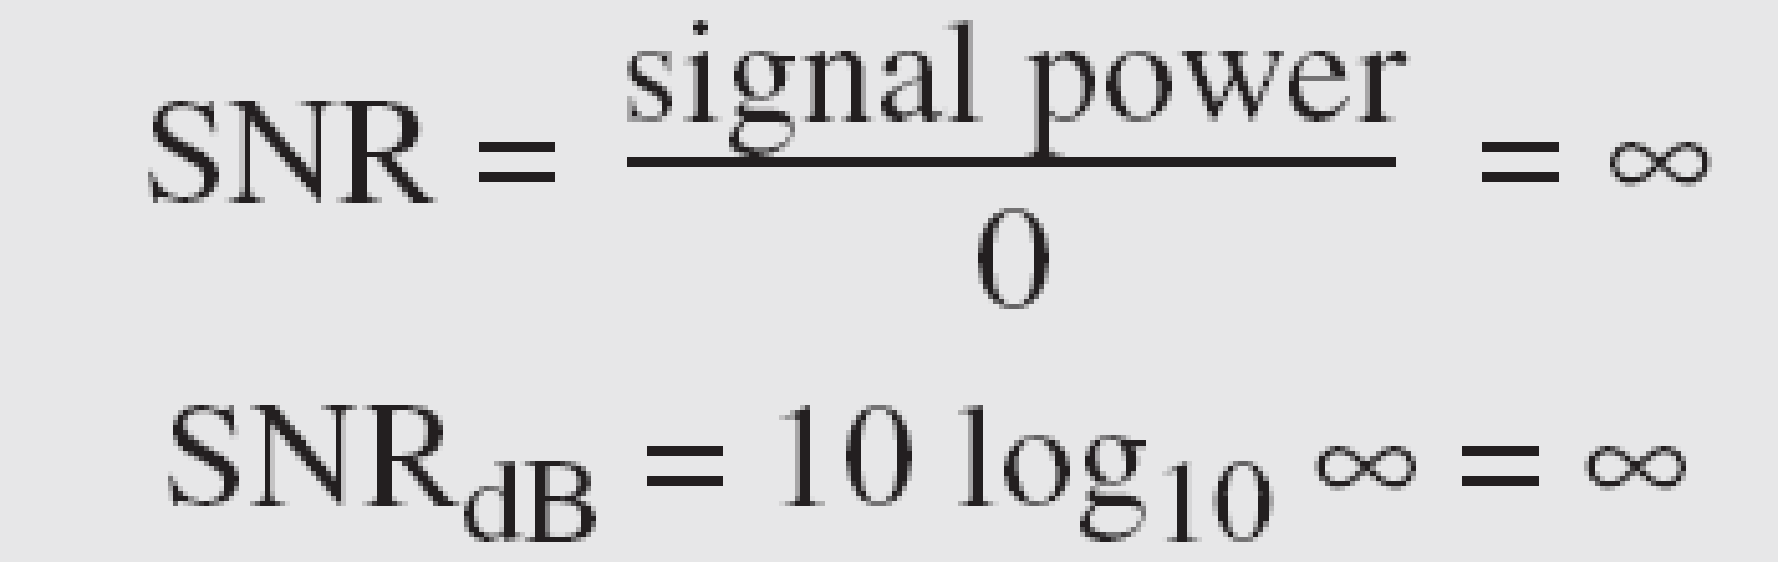 SNR = signal power / 0 = ∞
SNR_dB = 10 log_10 ∞ = ∞